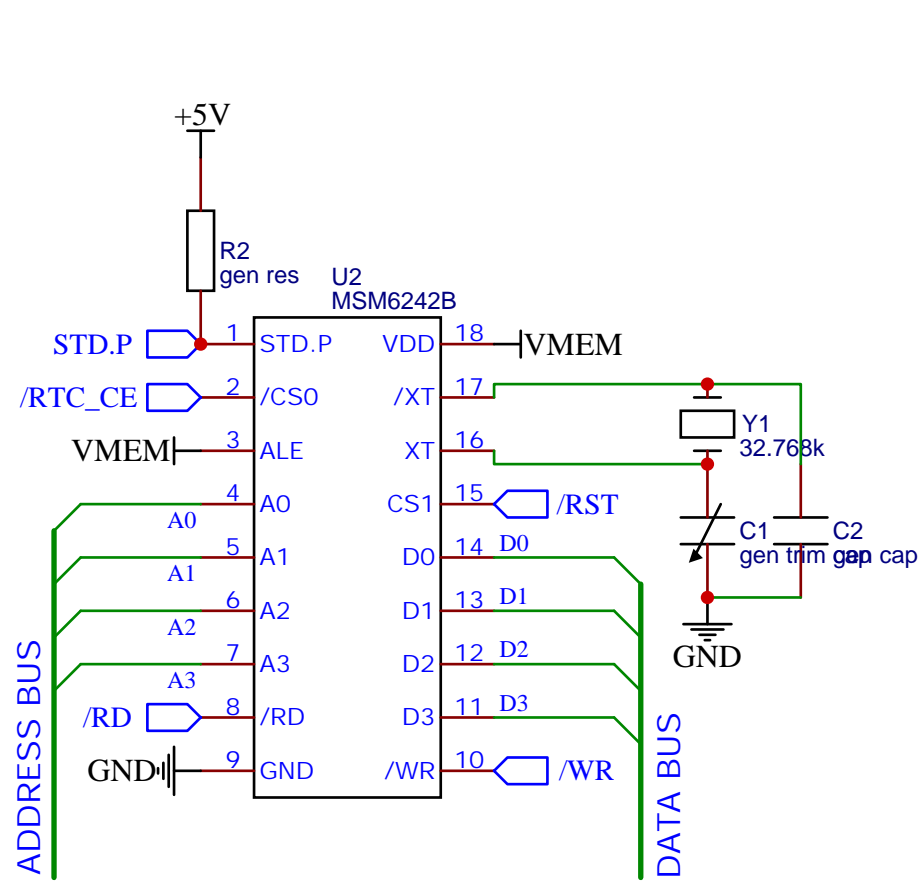 +5V
R2
gen res
U2
MSM6242B
STD.P
1
STD.P
VDD
18
VMEM
/RTC_CE
2
/CS0
/XT
17
VMEM
3
ALE
XT
16
Y1
32.768k
4
A0
A0
CS1
15
/RST
C1
gen trim cap
C2
gen cap
5
A1
A1
D0
14
D0
6
A2
A2
D1
13
D1
7
A3
A3
D2
12
D2
GND
/RD
8
/RD
D3
11
D3
GND
9
GND
/WR
10
/WR
ADDRESS BUS
DATA BUS